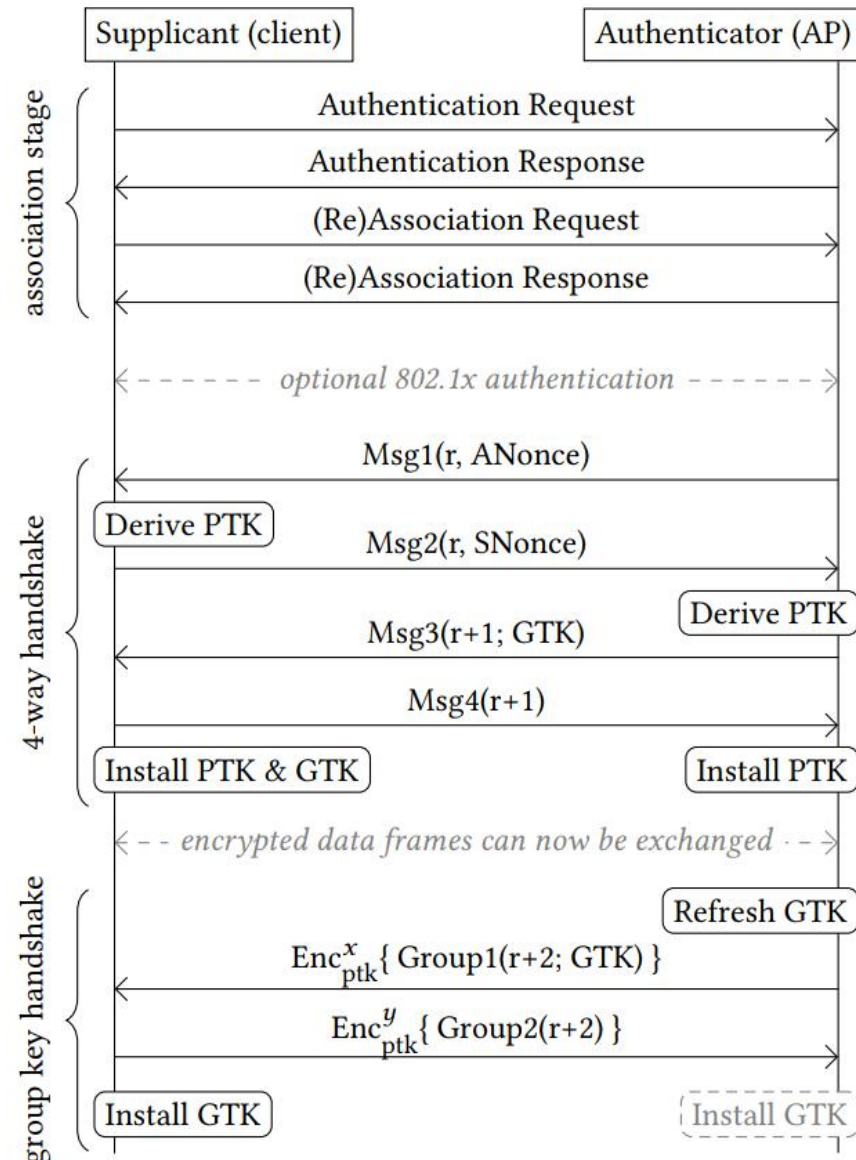 Supplicant (client)
Authenticator (AP)
association stage
Authentication Request
Authentication Response
(Re)Association Request
(Re)Association Response
optional 802.1x authentication
4-way handshake
Msg1(r, ANonce)
Derive PTK
Msg2(r, SNonce)
Derive PTK
Msg3(r+1; GTK)
Msg4(r+1)
Install PTK & GTK
Install PTK
encrypted data frames can now be exchanged
group key handshake
Refresh GTK
Enc^x_ptk{ Group1(r+2; GTK) }
Enc^y_ptk{ Group2(r+2) }
Install GTK
Install GTK